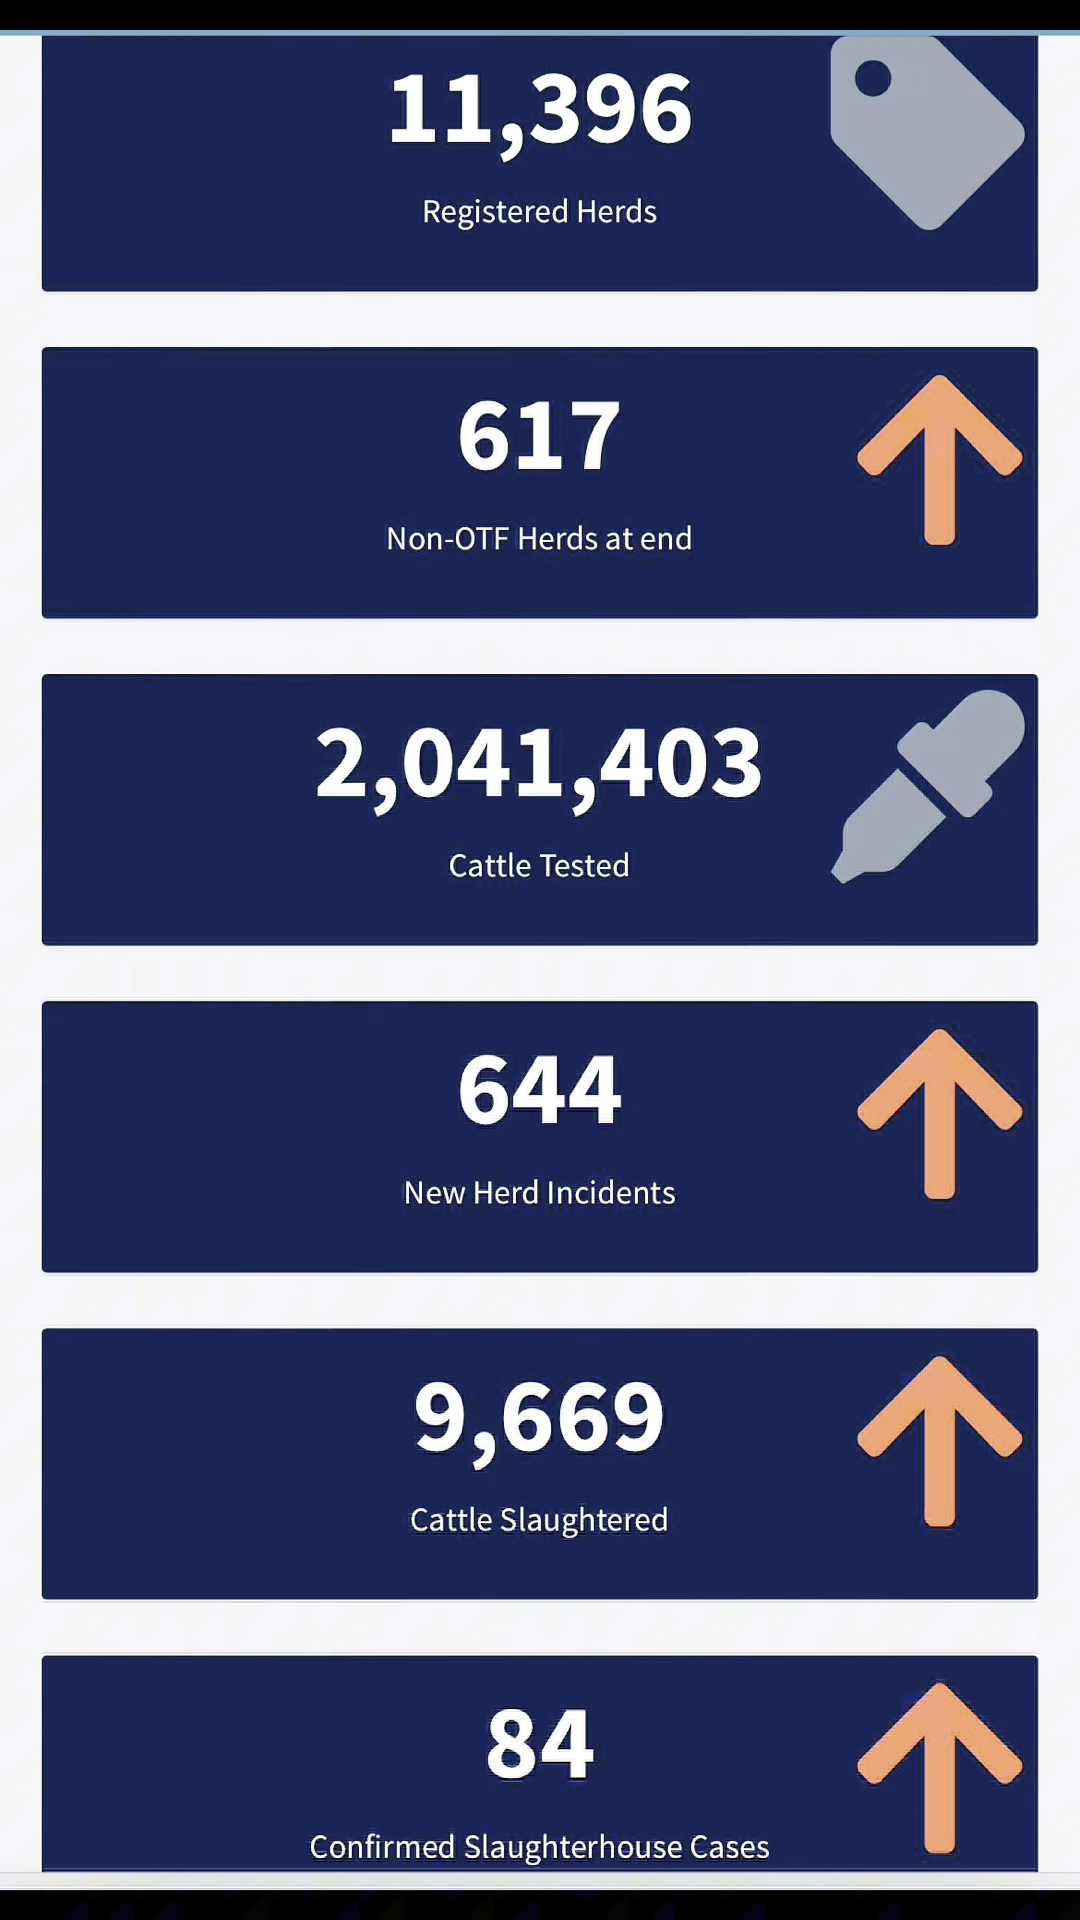 11,396
Registered Herds
617
Non-OTF Herds at end
2,041,403
Cattle Tested
644
New Herd Incidents
9,669
Cattle Slaughtered
84
Confirmed Slaughterhouse Cases